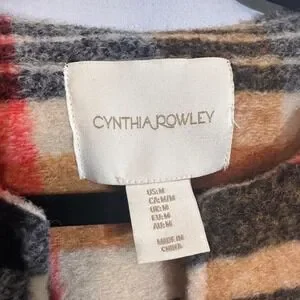 CYNTHIA ROWLEY
US:M
CA:M/M
UK:M
EU:M
AU:M
MADE IN
CHINA